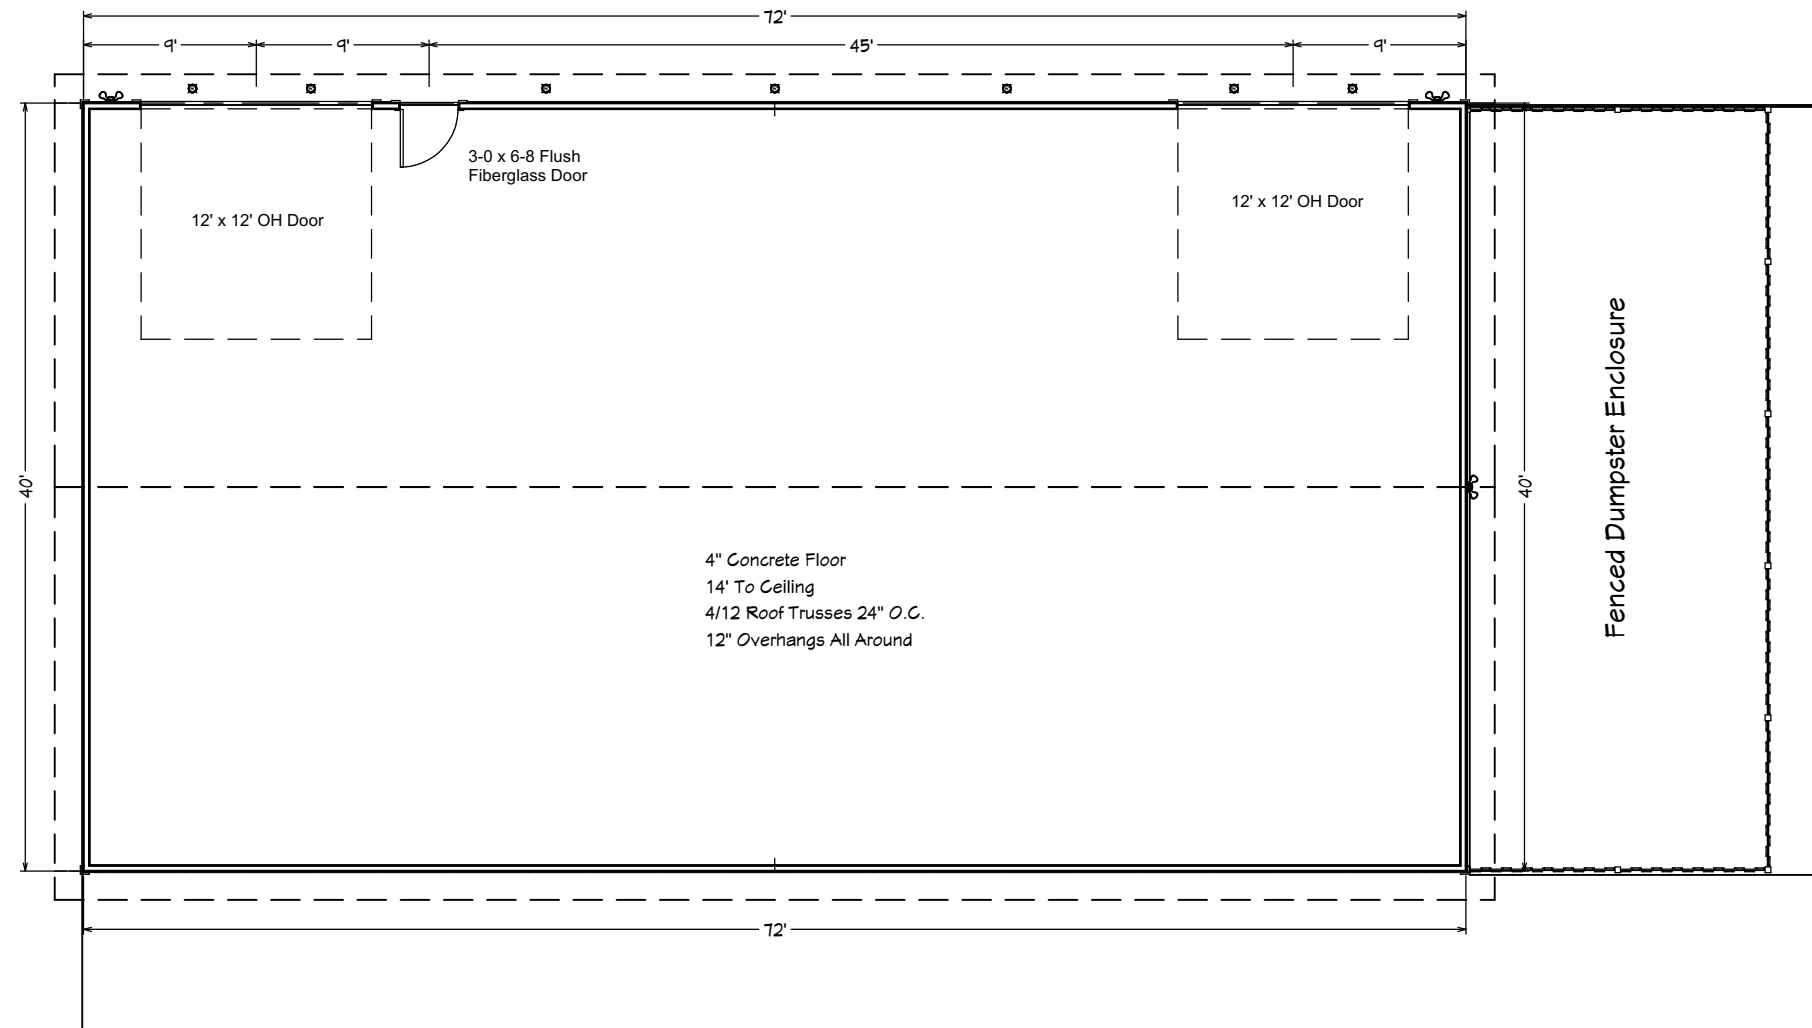 72'
9'
9'
45'
9'
3-0 x 6-8 Flush
Fiberglass Door
12' x 12' OH Door
12' x 12' OH Door
40'
40'
Fenced Dumpster Enclosure
4" Concrete Floor
14' To Ceiling
4/12 Roof Trusses 24" O.C.
12" Overhangs All Around
72'